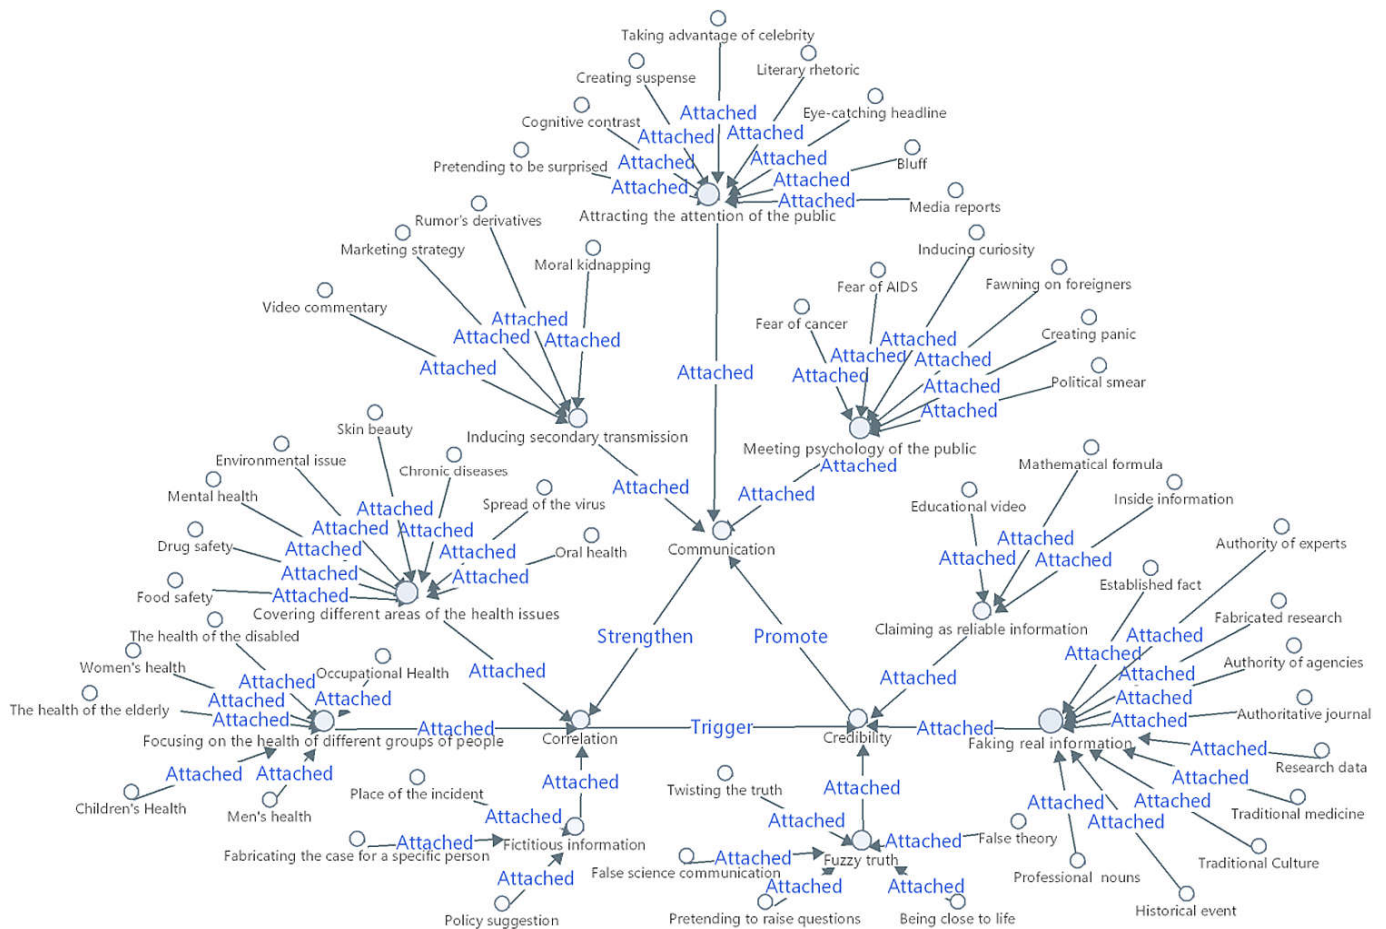 Taking advantage of celebrity
Creating suspense
Literary rhetoric
Cognitive contrast
Eye-catching headline
Pretending to be surprised
Bluff
Media reports
Attached
Attached
Attached
Attached
Attached
Attached
Attached
Attached
Attracting the attention of the public
Rumor's derivatives
Marketing strategy
Moral kidnapping
Video commentary
Attached
Attached
Attached
Attached
Inducing secondary transmission
Attached
Attached
Inducing curiosity
Fear of AIDS
Fawning on foreigners
Fear of cancer
Creating panic
Political smear
Attached
Attached
Attached
Attached
Attached
Attached
Meeting psychology of the public
Attached
Attached
Communication
Skin beauty
Environmental issue
Chronic diseases
Mental health
Spread of the virus
Drug safety
Oral health
Food safety
Attached
Attached
Attached
Attached
Attached
Attached
Attached
Attached
Covering different areas of the health issues
Attached
Strengthen
Promote
Mathematical formula
Educational video
Inside information
Attached
Attached
Attached
Claiming as reliable information
Attached
The health of the disabled
Women's health
Occupational Health
The health of the elderly
Attached
Attached
Attached
Attached
Focusing on the health of different groups of people
Attached
Attached
Children's Health
Men's health
Attached
Correlation
Trigger
Credibility
Attached
Authority of experts
Established fact
Fabricated research
Authority of agencies
Authoritative journal
Attached
Attached
Attached
Attached
Attached
Faking real information
Attached
Research data
Attached
Traditional medicine
Attached
Traditional Culture
Attached
Attached
Professional nouns
Historical event
Attached
Place of the incident
Attached
Attached
Fabricating the case for a specific person
Fictitious information
Attached
Policy suggestion
Attached
Twisting the truth
Attached
Attached
False theory
Attached
False science communication
Fuzzy truth
Attached
Attached
Pretending to raise questions
Being close to life